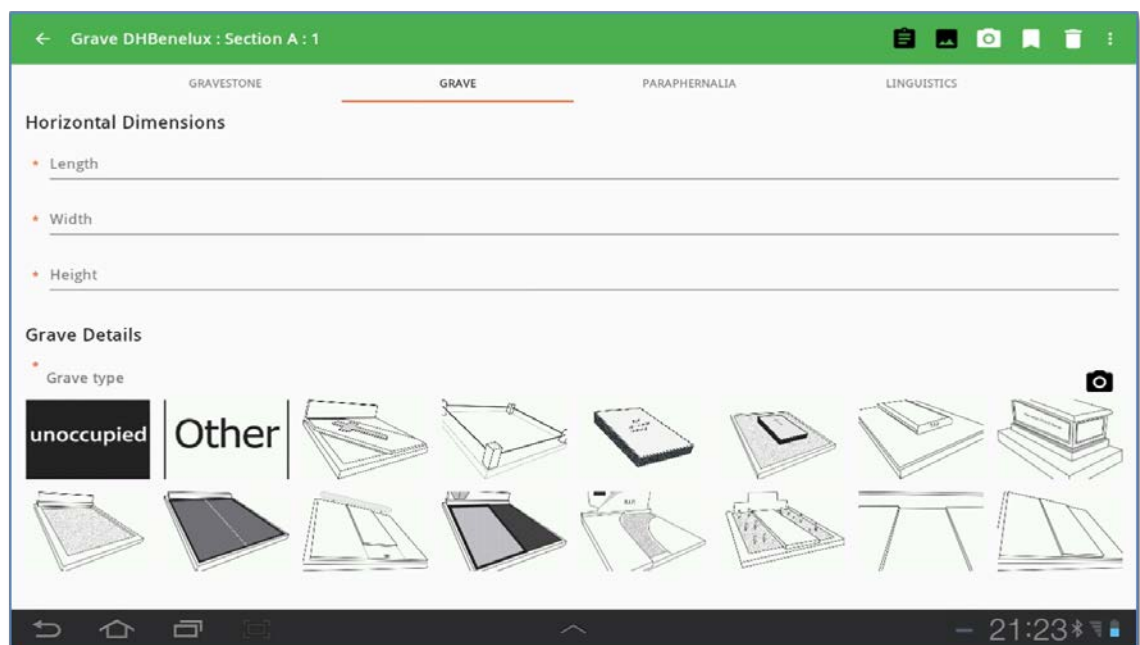 Grave DHBenelux : Section A : 1
GRAVESTONE GRAVE PARAPHERNALIA LINGUISTICS
Horizontal Dimensions
* Length
* Width
* Height
Grave Details
* Grave type
unoccupied Other
R.I.P.
21:23